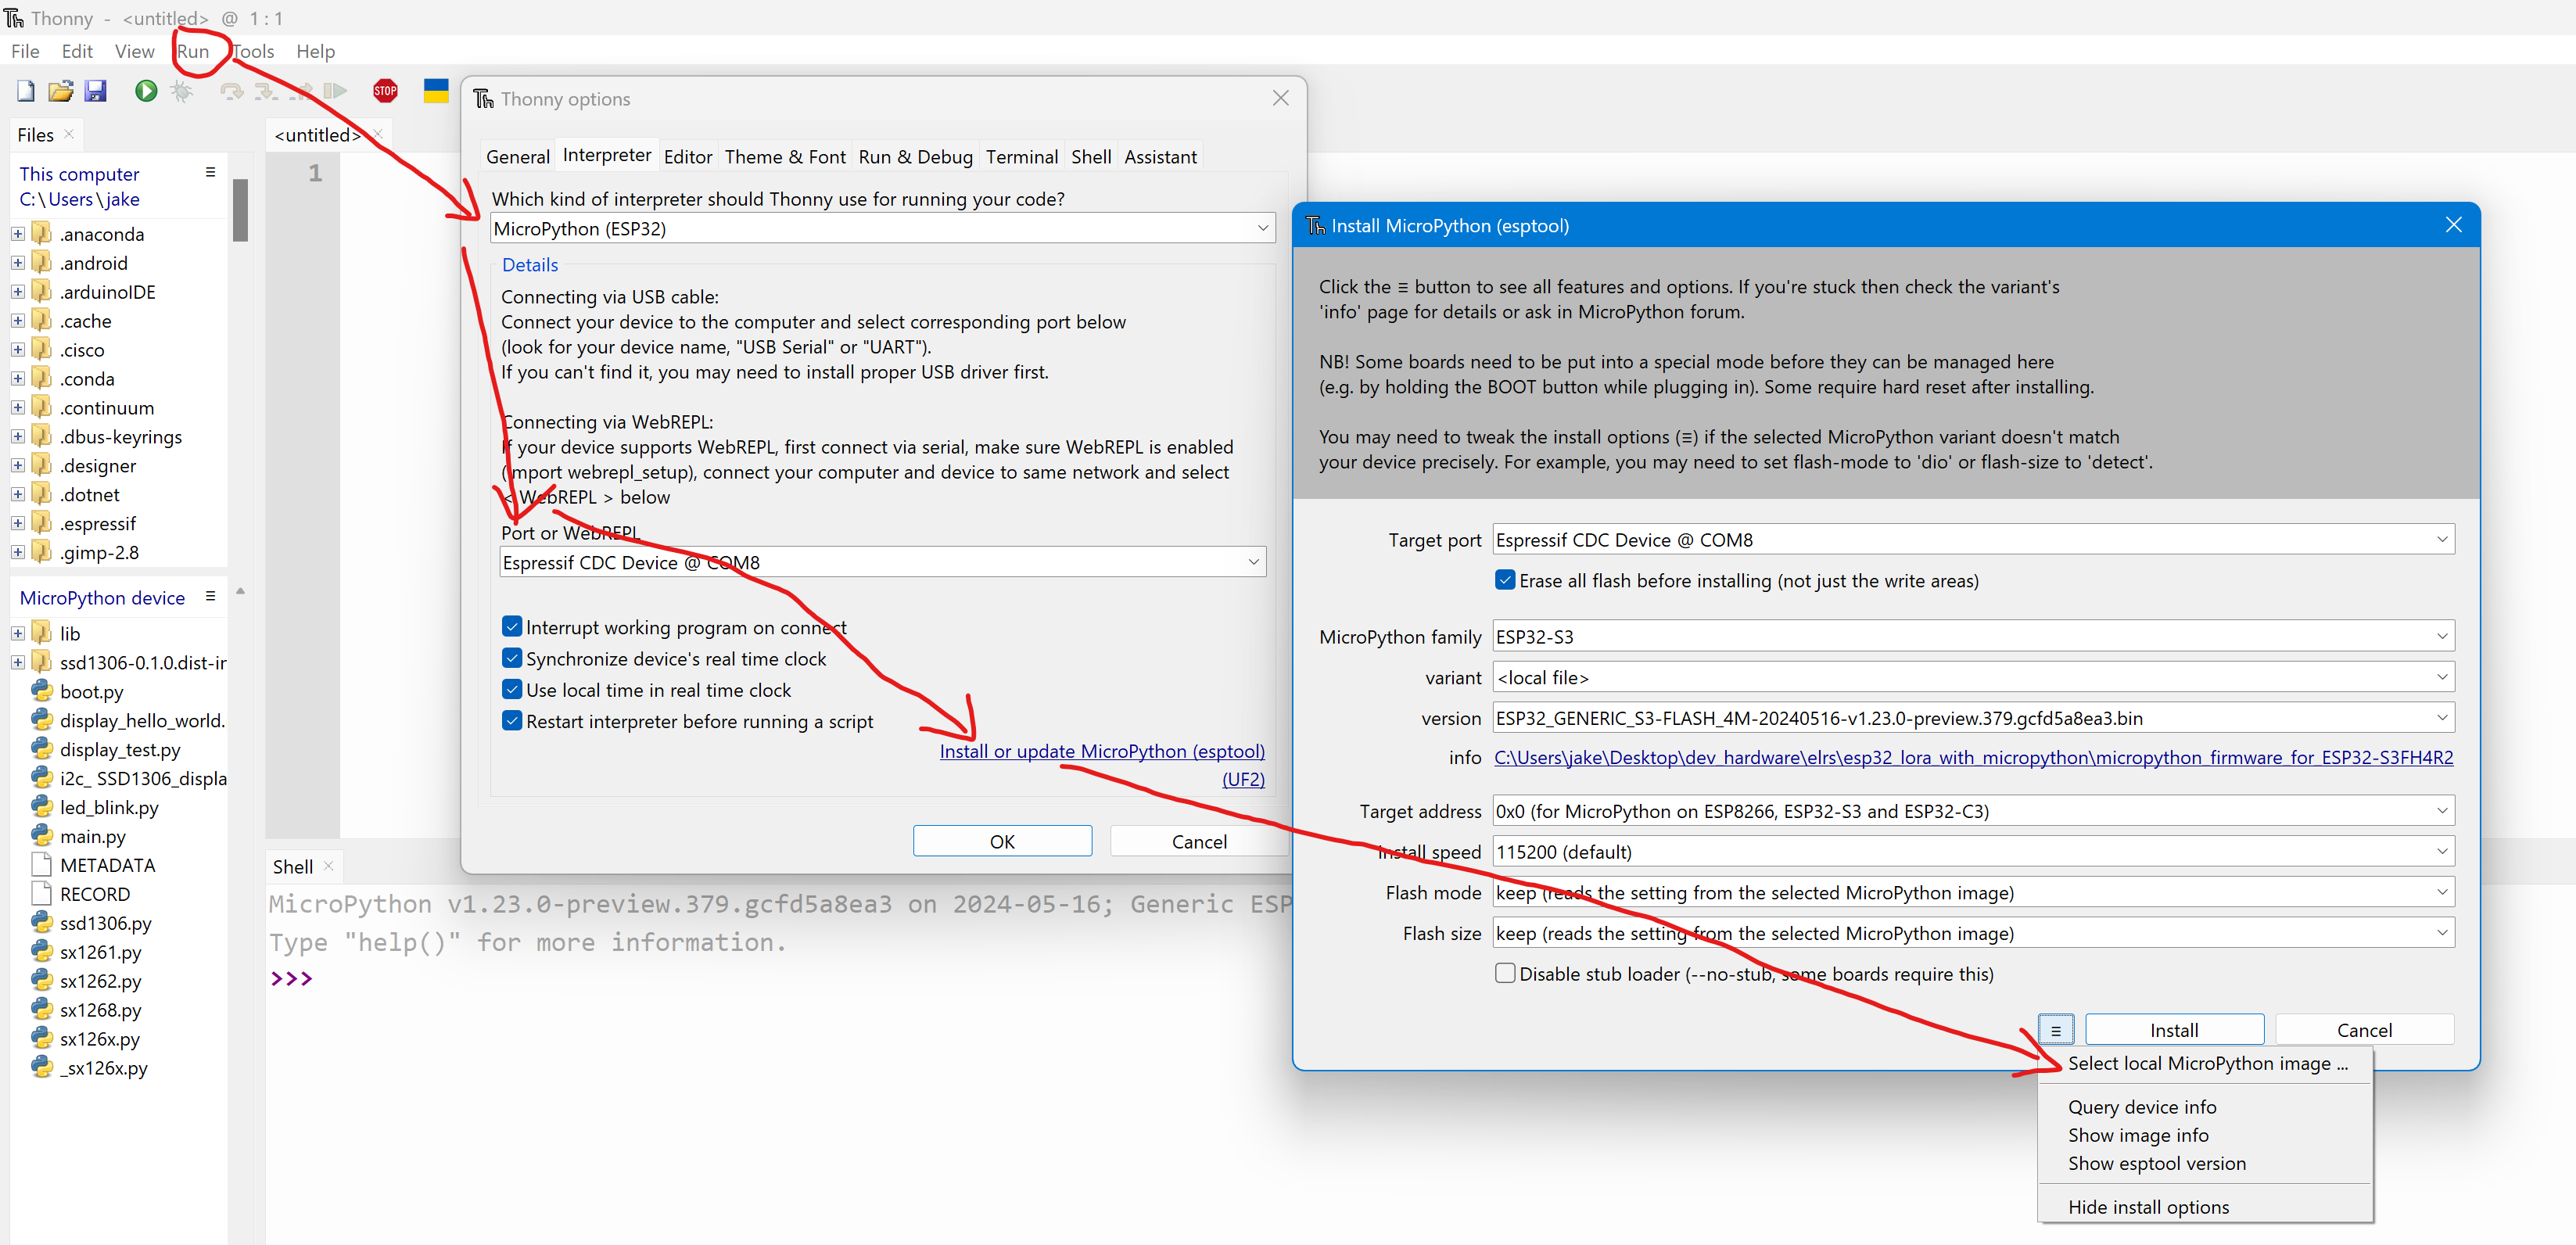 Thonny - <untitled> @ 1 : 1
File Edit View Run Tools Help
STOP
Files
This computer
C:\Users\jake
.anaconda
.android
.arduinoIDE
.cache
.cisco
.conda
.continuum
.dbus-keyrings
.designer
.dotnet
.espressif
.gimp-2.8
MicroPython device
lib
ssd1306-0.1.0.dist-ir
boot.py
display_hello_world.
display_test.py
i2c_ SSD1306_displa
led_blink.py
main.py
METADATA
RECORD
ssd1306.py
sx1261.py
sx1262.py
sx1268.py
sx126x.py
_sx126x.py
<untitled>
1
Shell
MicroPython v1.23.0-preview.379.gcfd5a8ea3 on 2024-05-16; Generic ESP
Type "help()" for more information.
>>>
Thonny options
General Interpreter Editor Theme & Font Run & Debug Terminal Shell Assistant
Which kind of interpreter should Thonny use for running your code?
MicroPython (ESP32)
Details
Connecting via USB cable:
Connect your device to the computer and select corresponding port below
(look for your device name, "USB Serial" or "UART").
If you can't find it, you may need to install proper USB driver first.
Connecting via WebREPL:
If your device supports WebREPL, first connect via serial, make sure WebREPL is enabled
(import webrepl_setup), connect your computer and device to same network and select
< WebREPL > below
Port or WebREPL
Espressif CDC Device @ COM8
Interrupt working program on connect
Synchronize device's real time clock
Use local time in real time clock
Restart interpreter before running a script
Install or update MicroPython (esptool)
(UF2)
OK Cancel
Install MicroPython (esptool)
Click the ≡ button to see all features and options. If you're stuck then check the variant's
'info' page for details or ask in MicroPython forum.
NB! Some boards need to be put into a special mode before they can be managed here
(e.g. by holding the BOOT button while plugging in). Some require hard reset after installing.
You may need to tweak the install options (≡) if the selected MicroPython variant doesn't match
your device precisely. For example, you may need to set flash-mode to 'dio' or flash-size to 'detect'.
Target port Espressif CDC Device @ COM8
Erase all flash before installing (not just the write areas)
MicroPython family ESP32-S3
variant <local file>
version ESP32_GENERIC_S3-FLASH_4M-20240516-v1.23.0-preview.379.gcfd5a8ea3.bin
info C:\Users\jake\Desktop\dev_hardware\elrs\esp32_lora_with_micropython\micropython_firmware_for_ESP32-S3FH4R2
Target address 0x0 (for MicroPython on ESP8266, ESP32-S3 and ESP32-C3)
Install speed 115200 (default)
Flash mode keep (reads the setting from the selected MicroPython image)
Flash size keep (reads the setting from the selected MicroPython image)
Disable stub loader (--no-stub, some boards require this)
≡ Install Cancel
Select local MicroPython image ...
Query device info
Show image info
Show esptool version
Hide install options